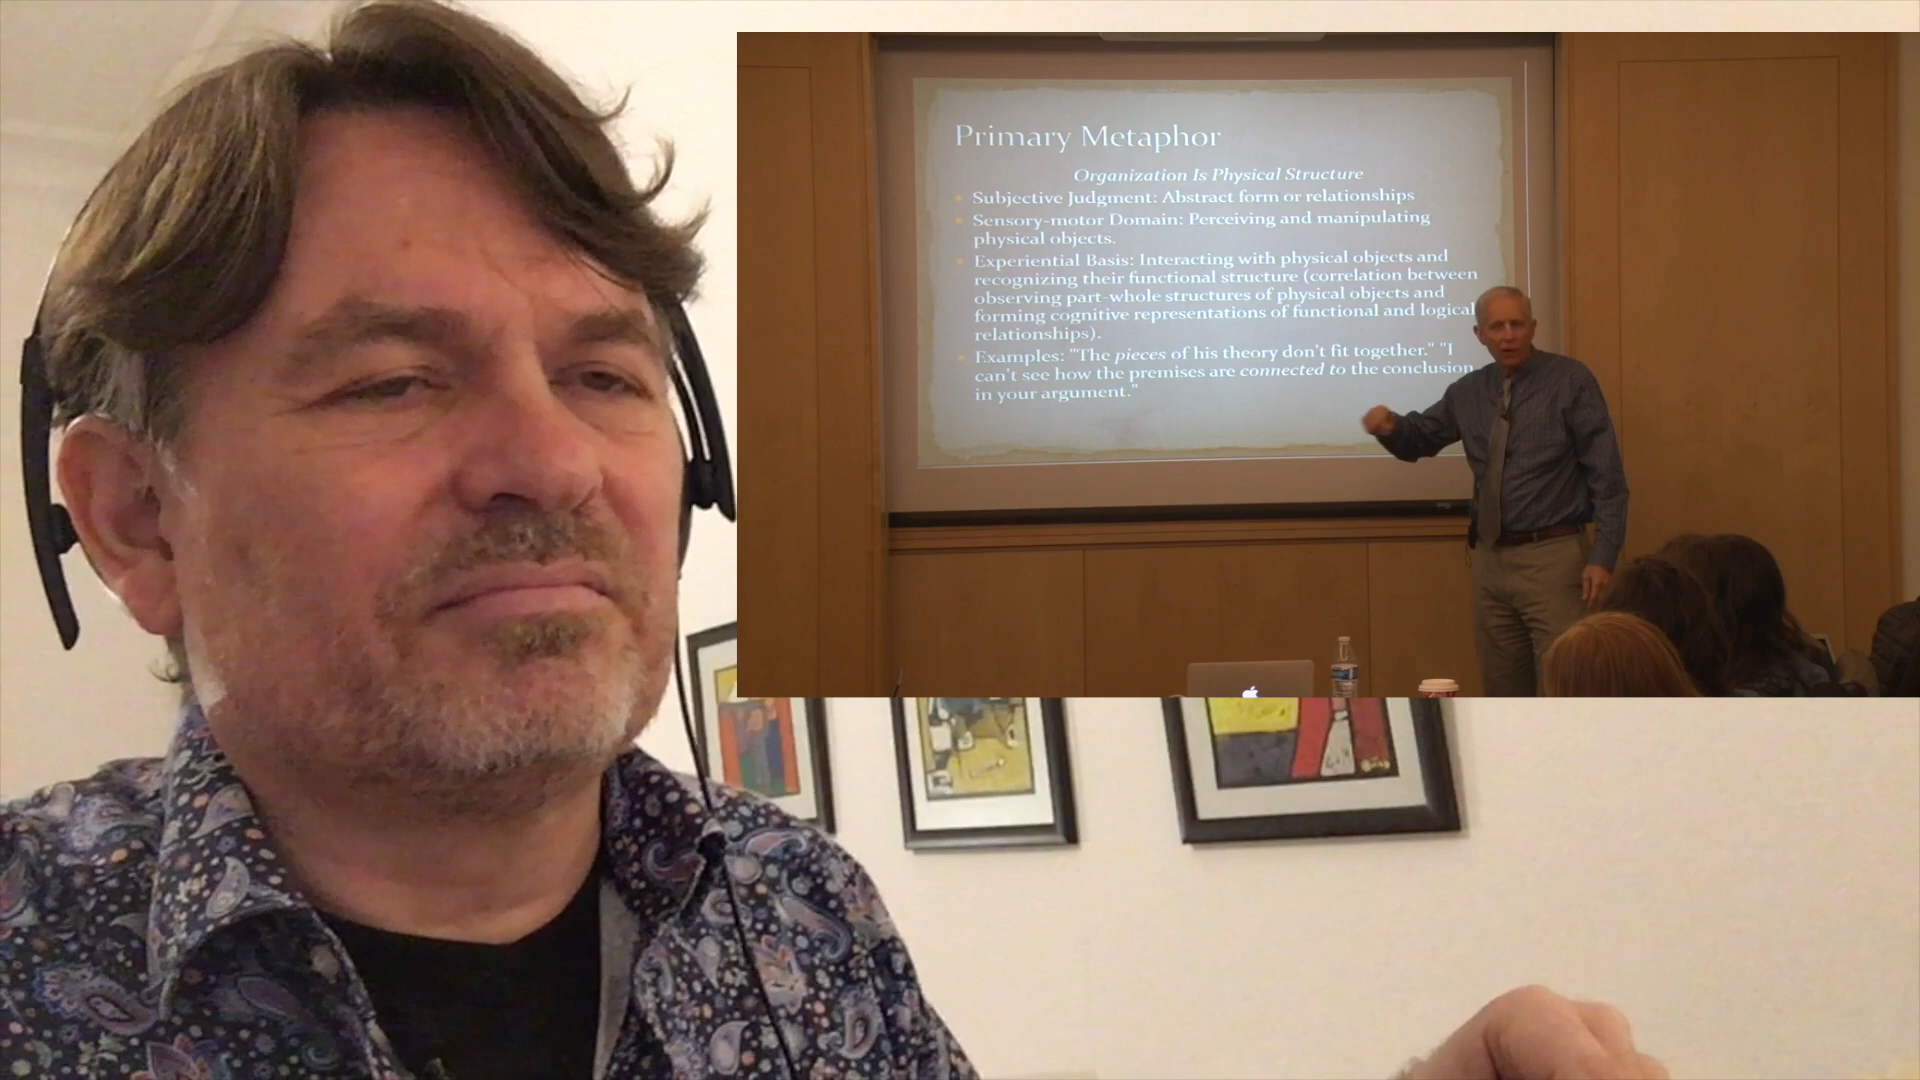 Primary Metaphor
Organization Is Physical Structure
Subjective Judgment: Abstract form or relationships
Sensory-motor Domain: Perceiving and manipulating
physical objects.
Experiential Basis: Interacting with physical objects and
recognizing their functional structure (correlation between
observing part-whole structures of physical objects and
forming cognitive representations of functional and logical
relationships).
Examples: "The pieces of his theory don't fit together." "I
can't see how the premises are connected to the conclusion
in your argument."